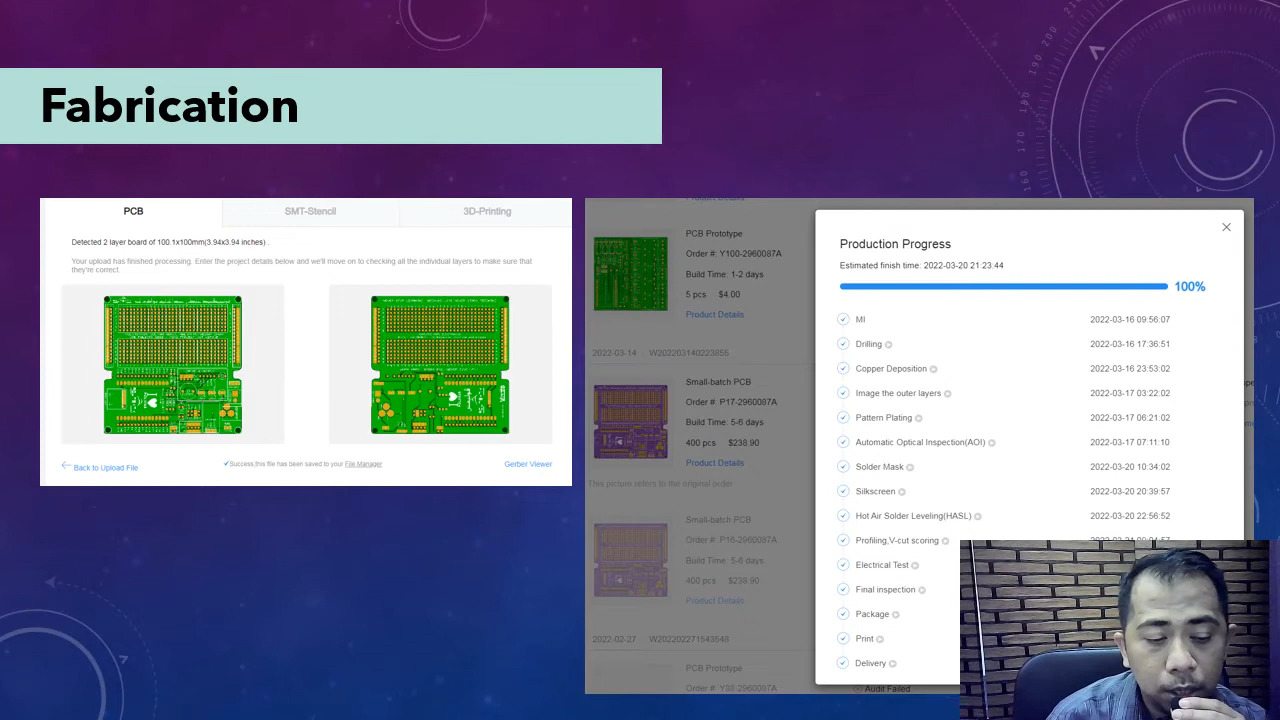 Fabrication
PCB
SMT-Stencil
3D-Printing
Detected 2 layer board of 100.1x100mm(3.94x3.94 inches) .
Your upload has finished processing. Enter the project details below and we'll move on to checking all the individual layers to make sure that
they're correct.
Back to Upload File
Success,this file has been saved to your File Manager
Gerber Viewer
Product Details
PCB Prototype
Order #: Y100-2960087A
Build Time: 1-2 days
5 pcs $4.00
Product Details
2022-03-14 W202203140223855
Small-batch PCB
Order #: P17-2960087A
Build Time: 5-6 days
400 pcs $238.90
Product Details
This picture refers to the original order
Small-batch PCB
Order #: P16-2960087A
Build Time: 5-6 days
400 pcs $238.90
Product Details
2022-02-27 W202202271543548
PCB Prototype
Order #: Y98-2960087A
Production Progress
Estimated finish time: 2022-03-20 21:23:44
100%
MI 2022-03-16 09:56:07
Drilling 2022-03-16 17:36:51
Copper Deposition 2022-03-16 23:53:02
Image the outer layers 2022-03-17 03:22:02
Pattern Plating 2022-03-17 06:21:02
Automatic Optical Inspection(AOI) 2022-03-17 07:11:10
Solder Mask 2022-03-20 10:34:02
Silkscreen 2022-03-20 20:39:57
Hot Air Solder Leveling(HASL) 2022-03-20 22:56:52
Profiling,V-cut scoring
Electrical Test
Final inspection
Package
Print
Delivery
Audit Failed
160
170
180
190
200
210